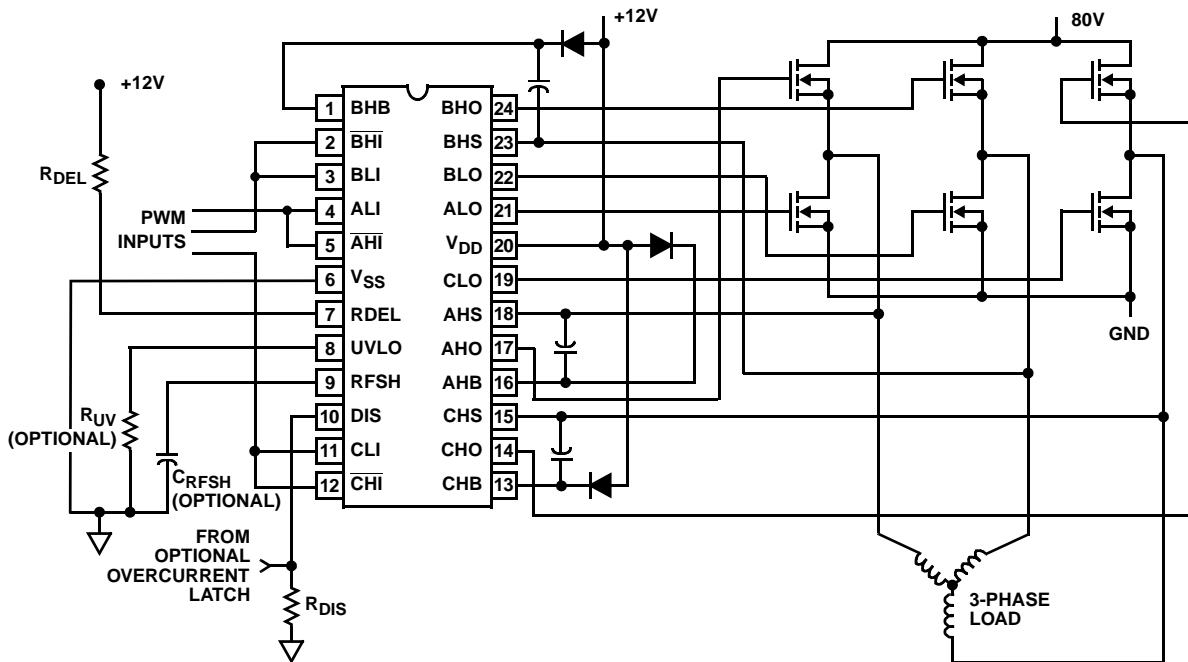 +12V
80V
+12V
R_DEL
PWM
INPUTS
R_UV
(OPTIONAL)
C_RFSH
(OPTIONAL)
FROM
OPTIONAL
OVERCURRENT
LATCH
R_DIS
1 BHB BHO 24
2 B̅H̅I̅ BHS 23
3 BLI BLO 22
4 ALI ALO 21
5 A̅H̅I̅ V_DD 20
6 V_SS CLO 19
7 RDEL AHS 18
8 UVLO AHO 17
9 RFSH AHB 16
10 DIS CHS 15
11 CLI CHO 14
12 C̅H̅I̅ CHB 13
GND
3-PHASE
LOAD